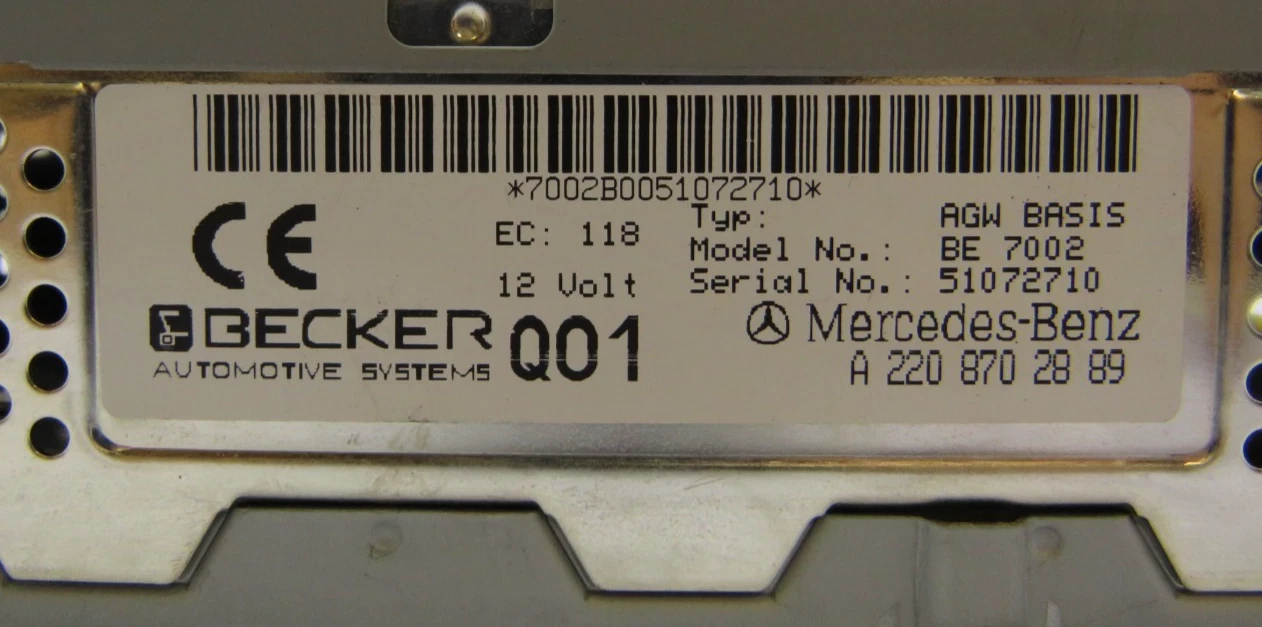 *7002B0051072710*
CE
EC: 118
12 Volt
Typ: AGW BASIS
Model No.: BE 7002
Serial No.: 51072710
BECKER
AUTOMOTIVE SYSTEMS
Q01
Mercedes-Benz
A 220 870 28 89